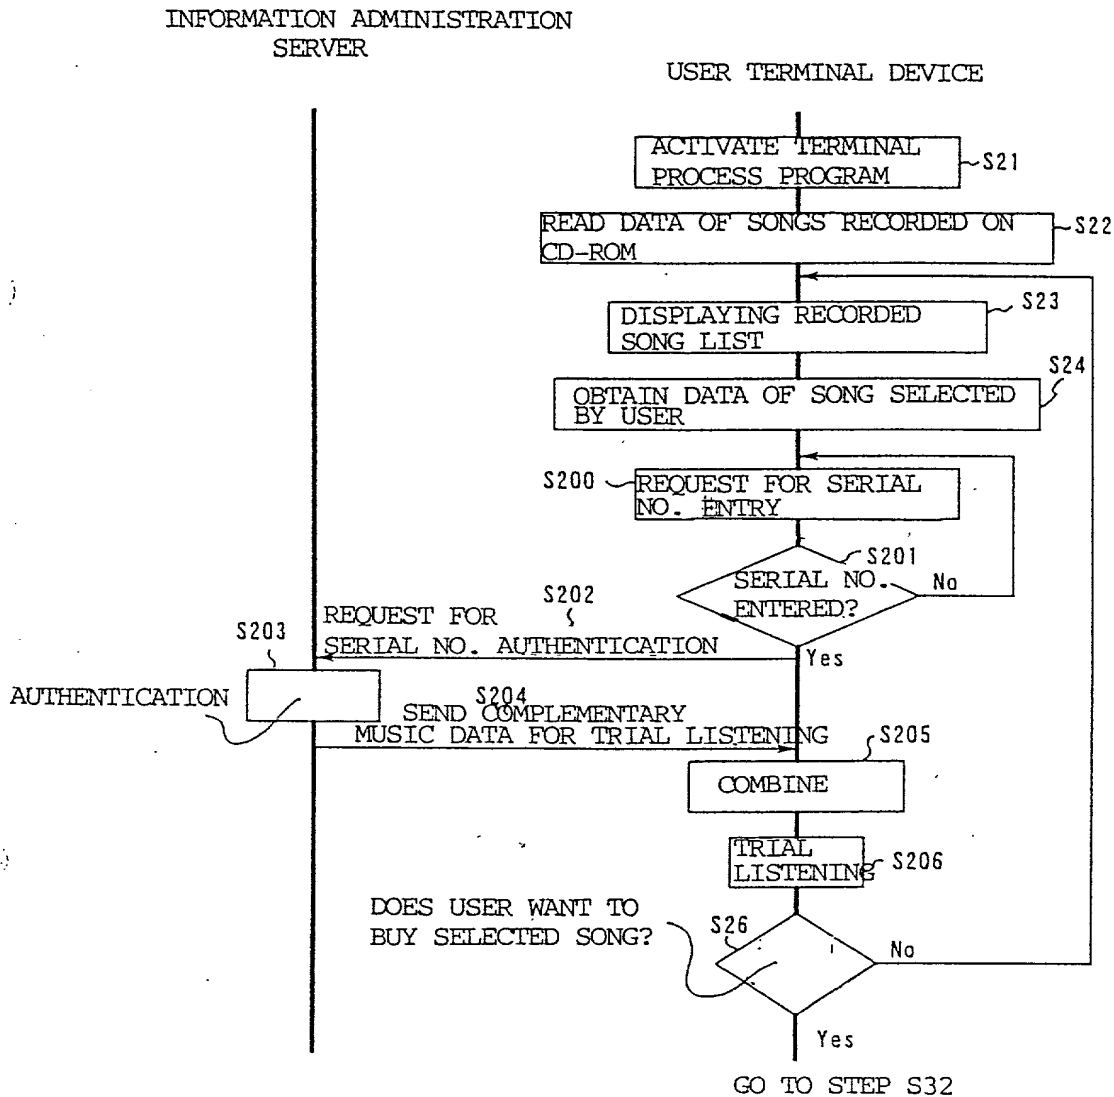 INFORMATION ADMINISTRATION
SERVER
USER TERMINAL DEVICE
ACTIVATE TERMINAL
PROCESS PROGRAM
S21
READ DATA OF SONGS RECORDED ON
CD-ROM
S22
DISPLAYING RECORDED
SONG LIST
S23
OBTAIN DATA OF SONG SELECTED
BY USER
S24
S200
REQUEST FOR SERIAL
NO. ENTRY
S201
SERIAL NO.
ENTERED?
No
Yes
S202
REQUEST FOR
SERIAL NO. AUTHENTICATION
S203
AUTHENTICATION
S204
SEND COMPLEMENTARY
MUSIC DATA FOR TRIAL LISTENING
S205
COMBINE
TRIAL
LISTENING
S206
DOES USER WANT TO
BUY SELECTED SONG?
S26
No
Yes
GO TO STEP S32